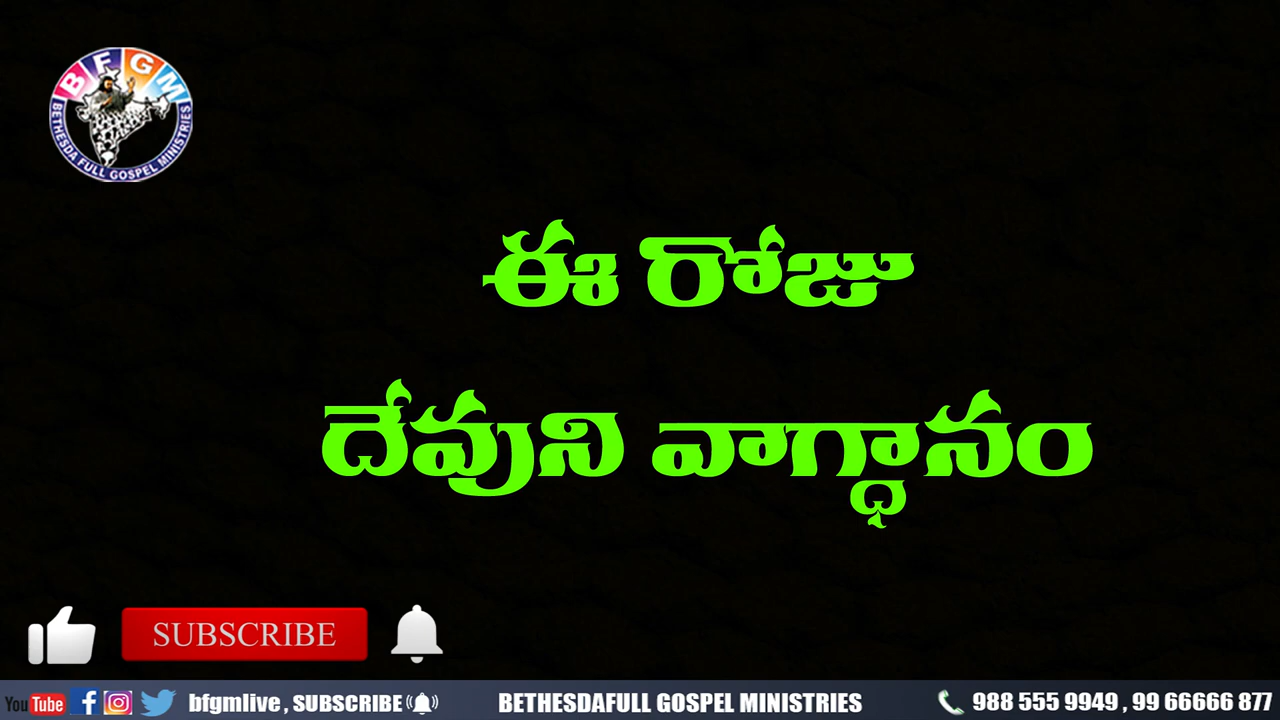 BFGM
BETHESDA FULL GOSPEL MINISTRIES
ఈ రోజు
దేవుని వాగ్ధానం
SUBSCRIBE
YouTube bfgmlive , SUBSCRIBE BETHESDAFULL GOSPEL MINISTRIES 988 555 9949 , 99 66666 877